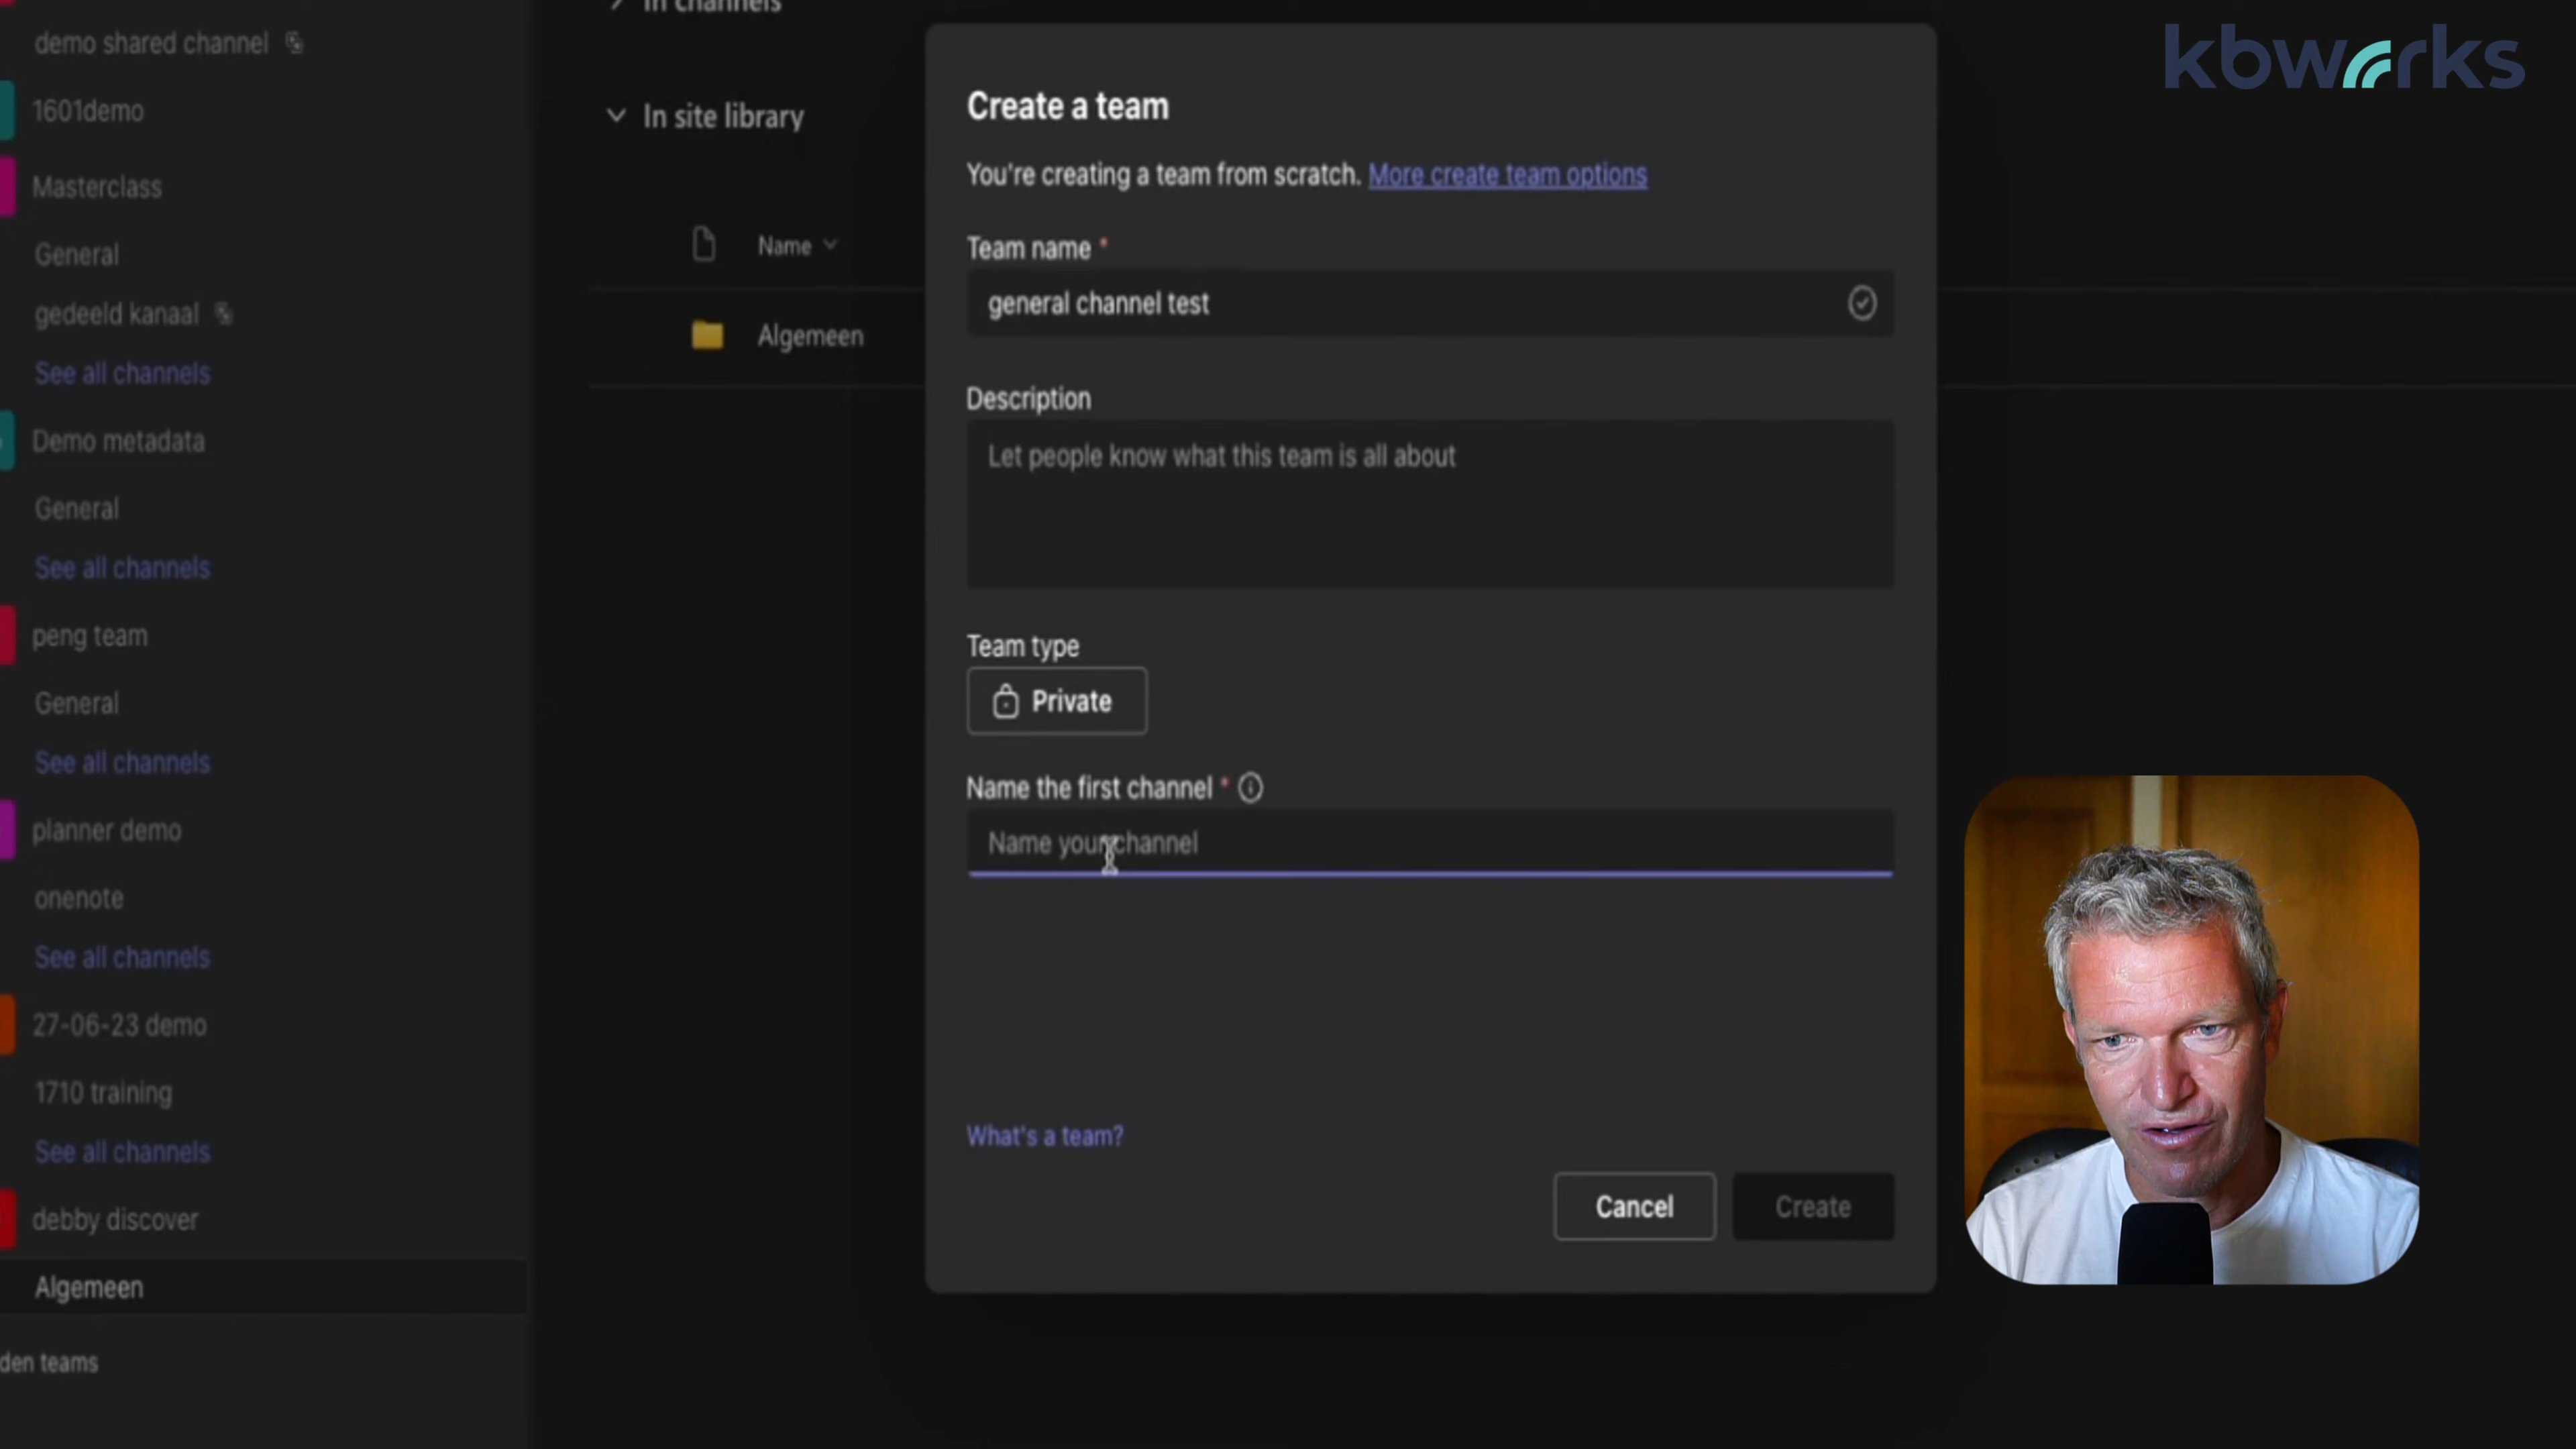 In channels
demo shared channel
1601demo
Masterclass
General
gedeeld kanaal
See all channels
Demo metadata
General
See all channels
peng team
General
See all channels
planner demo
onenote
See all channels
27-06-23 demo
1710 training
See all channels
debby discover
Algemeen
den teams
In site library
Name
Algemeen
Create a team
You're creating a team from scratch. More create team options
Team name *
general channel test
Description
Let people know what this team is all about
Team type
Private
Name the first channel *
Name your channel
What's a team?
Cancel
Create
kbworks